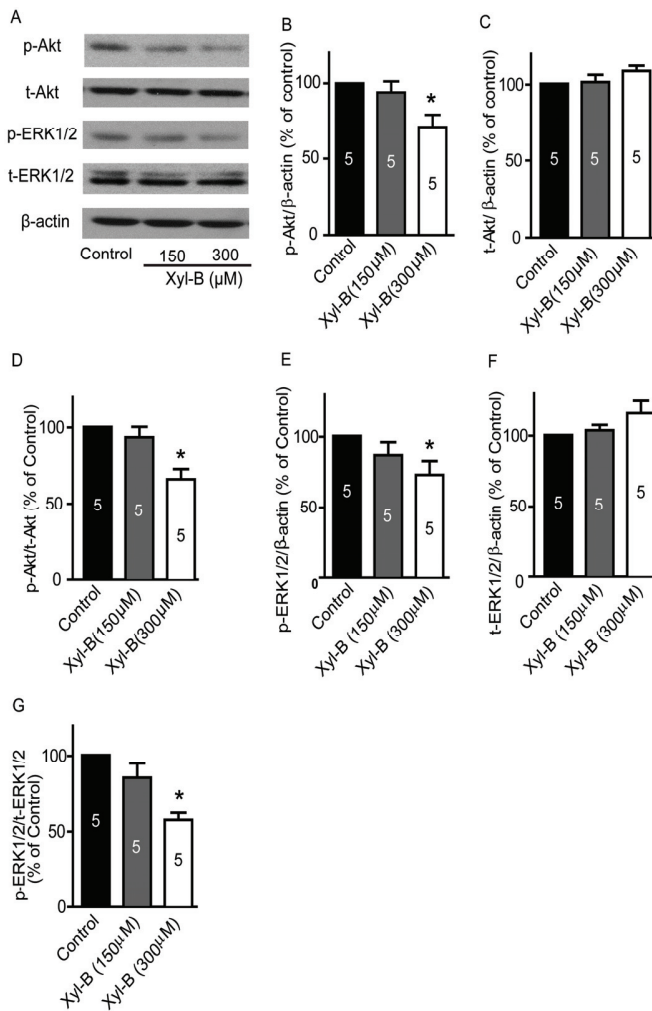 A
p-Akt
t-Akt
p-ERK1/2
t-ERK1/2
β-actin
Control 150 300
Xyl-B (μM)
B
p-Akt/β-actin (% of control)
100
50
0
5
5
5
*
Control
Xyl-B(150μM)
Xyl-B(300μM)
C
t-Akt/ β-actin (% of control)
100
50
0
5
5
5
Control
Xyl-B(150μM)
Xyl-B(300μM)
D
p-Akt/t-Akt (% of Control)
100
50
0
5
5
5
*
Control
Xyl-B(150μM)
Xyl-B(300μM)
E
p-ERK1/2/β-actin (% of Control)
100
50
0
5
5
5
*
Control
Xyl-B (150μM)
Xyl-B (300μM)
F
t-ERK1/2/β-actin (% of Control)
100
50
0
5
5
5
Control
Xyl-B (150μM)
Xyl-B (300μM)
G
p-ERK1/2/t-ERK1/2
(% of Control)
100
50
0
5
5
5
*
Control
Xyl-B (150μM)
Xyl-B (300μM)